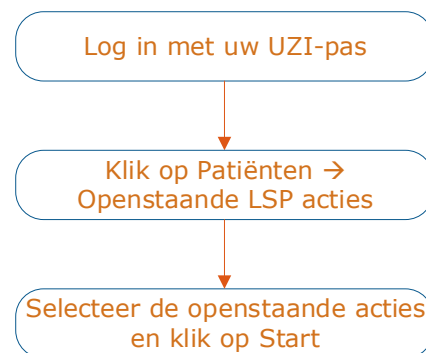 Log in met uw UZI-pas
Klik op Patiënten →
Openstaande LSP acties
Selecteer de openstaande acties
en klik op Start